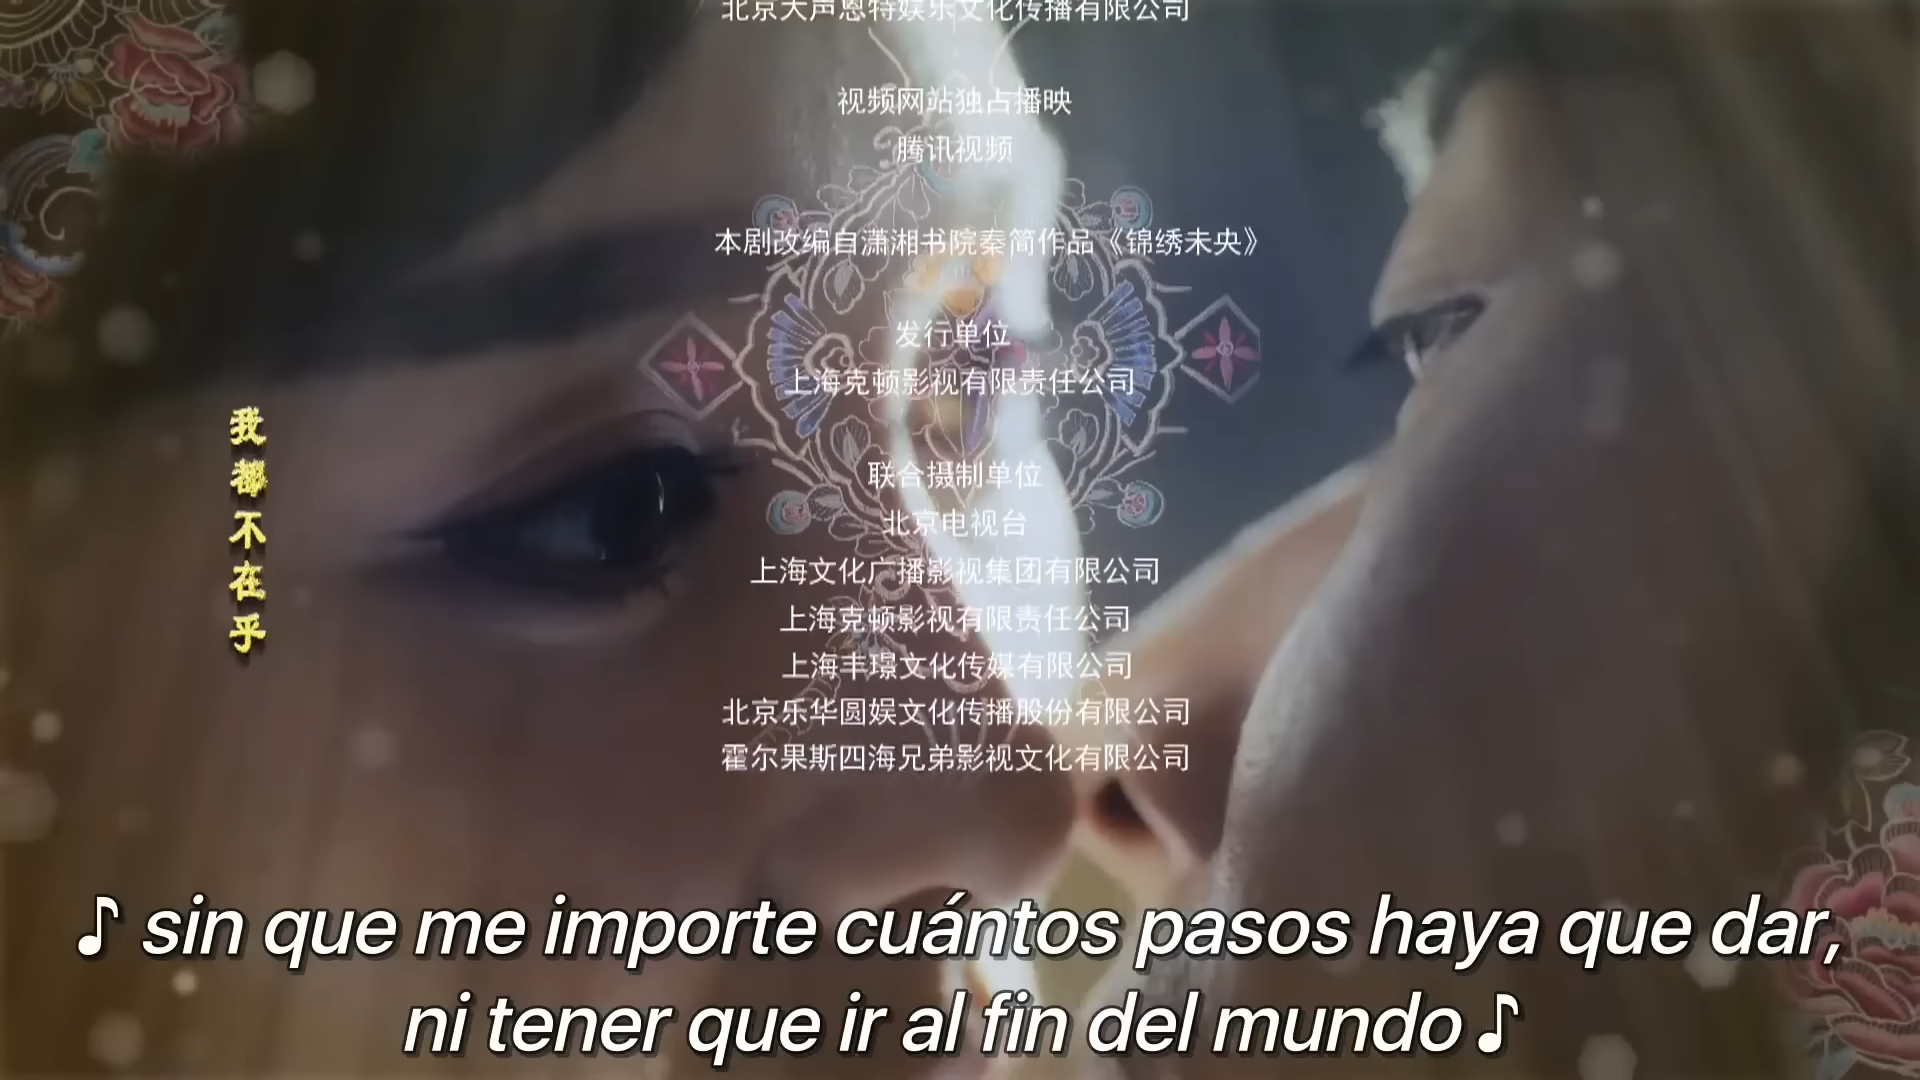 北京天声恩特娱乐文化传播有限公司
视频网站独占播映
腾讯视频
本剧改编自潇湘书院秦简作品《锦绣未央》
发行单位
上海克顿影视有限责任公司
联合摄制单位
北京电视台
上海文化广播影视集团有限公司
上海克顿影视有限责任公司
上海丰璟文化传媒有限公司
北京乐华圆娱文化传播股份有限公司
霍尔果斯四海兄弟影视文化有限公司
我都不在乎
♪ sin que me importe cuántos pasos haya que dar,
ni tener que ir al fin del mundo ♪